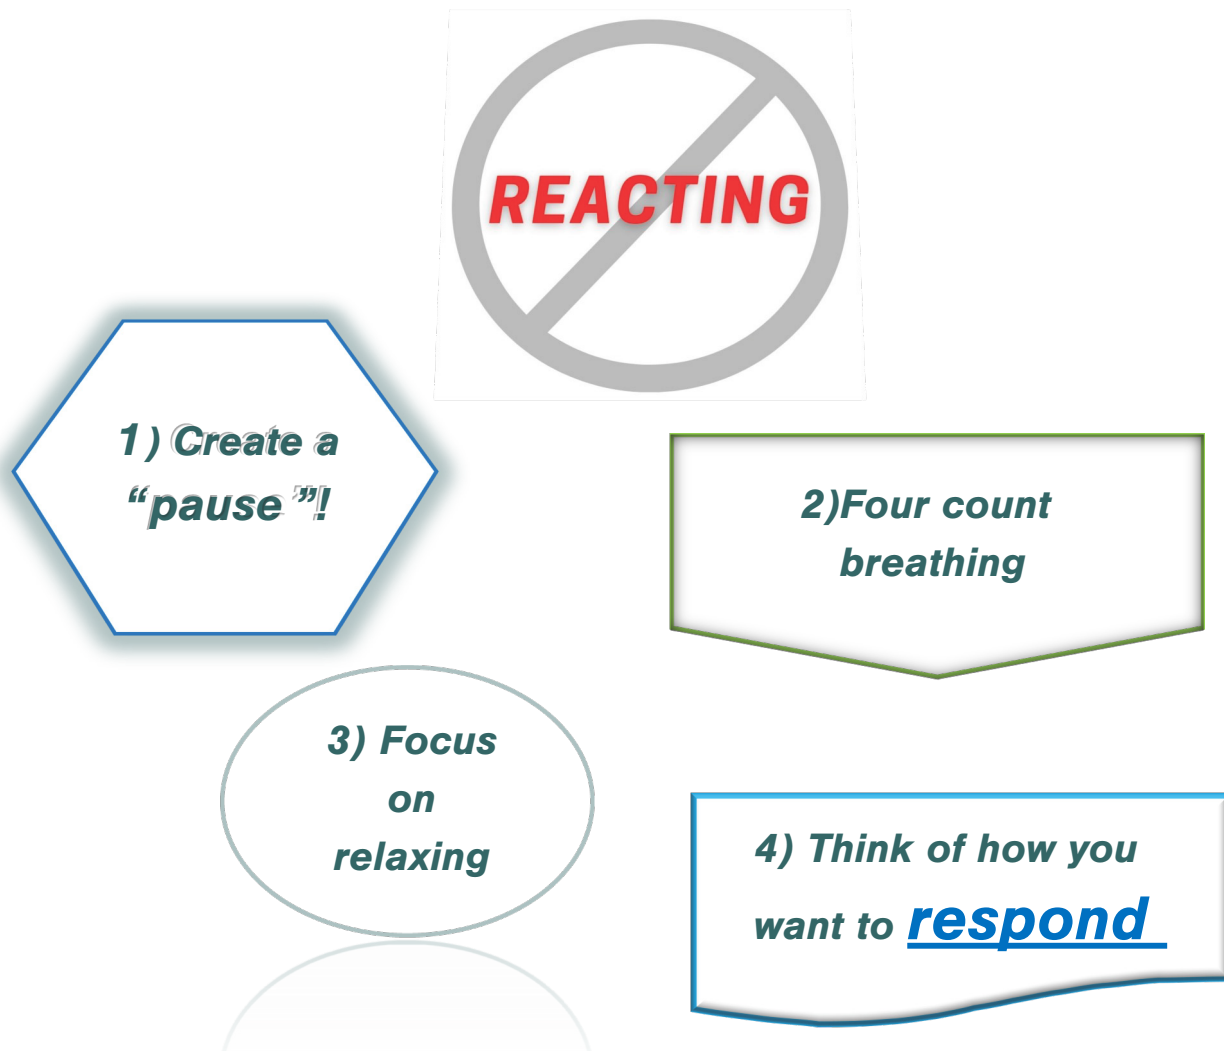 REACTING
1) Create a
“pause”!
2)Four count
breathing
3) Focus
on
relaxing
4) Think of how you
want to respond